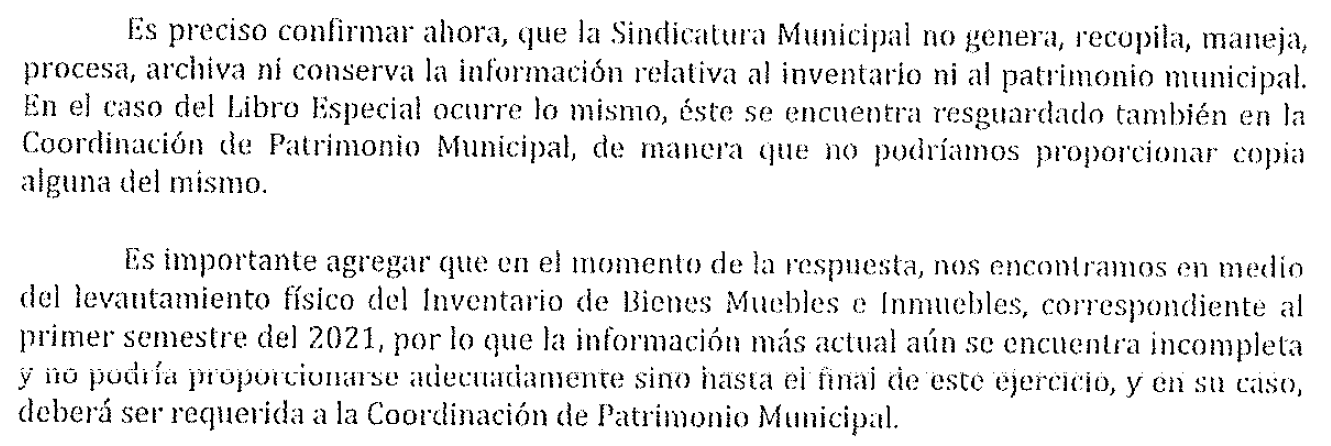 Es preciso confirmar ahora, que la Sindicatura Municipal no genera, recopila, maneja,
procesa, archiva ni conserva la información relativa al inventario ni al patrimonio municipal.
En el caso del Libro Especial ocurre lo mismo, éste se encuentra resguardado también en la
Coordinación de Patrimonio Municipal, de manera que no podríamos proporcionar copia
alguna del mismo.
Es importante agregar que en el momento de la respuesta, nos encontramos en medio
del levantamiento físico del Inventario de Bienes Muebles e Inmuebles, correspondiente al
primer semestre del 2021, por lo que la información más actual aún se encuentra incompleta
y no podría proporcionarse adecuadamente sino hasta el final de este ejercicio, y en su caso,
deberá ser requerida a la Coordinación de Patrimonio Municipal.